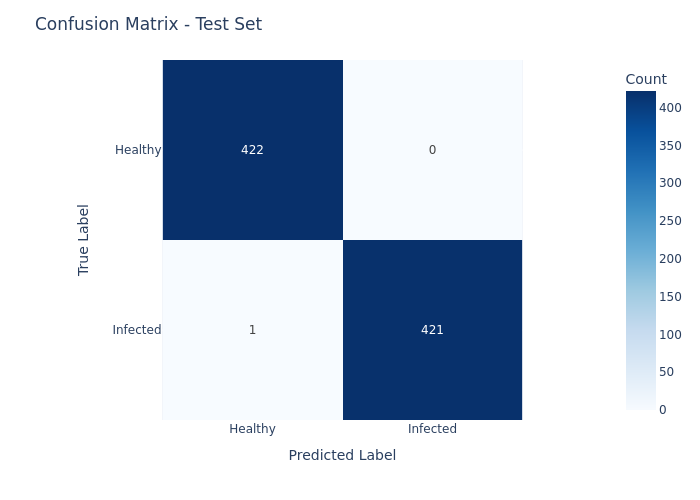 Confusion Matrix - Test Set
Count
400
350
300
250
200
150
100
50
0
True Label
Healthy
422
0
Infected
1
421
Healthy
Infected
Predicted Label